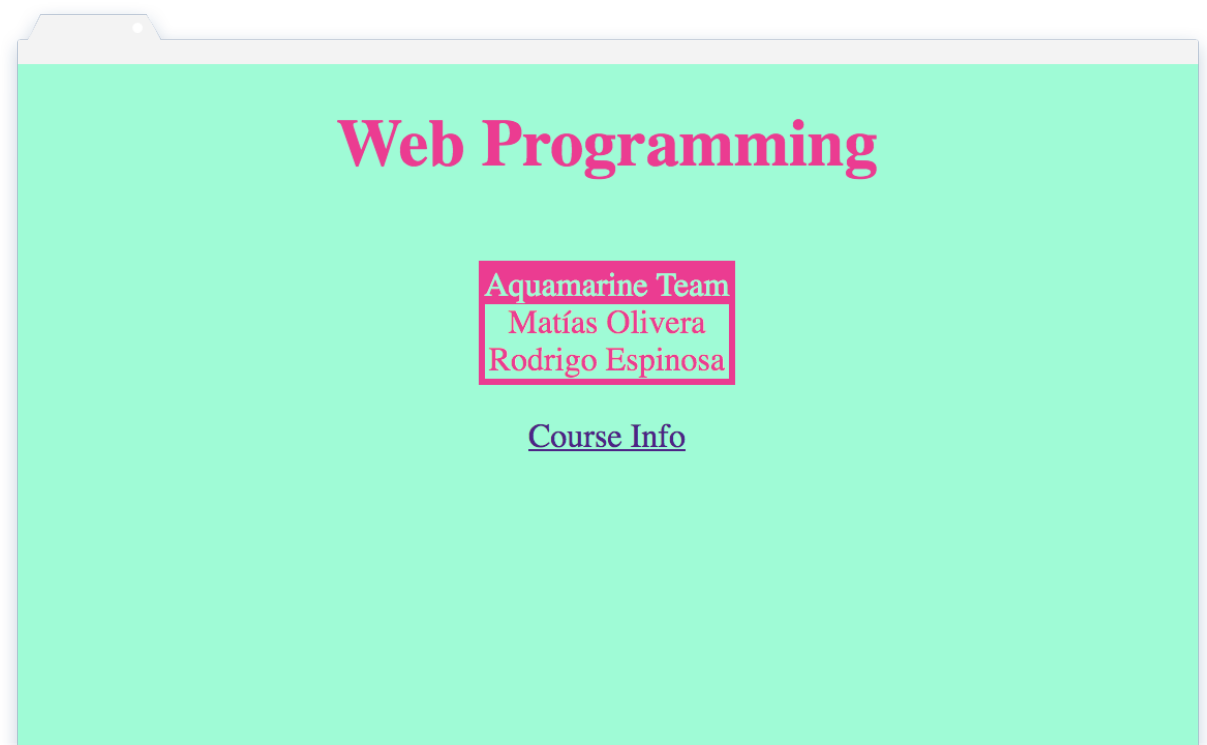 Web Programming
Aquamarine Team
Matías Olivera
Rodrigo Espinosa
Course Info